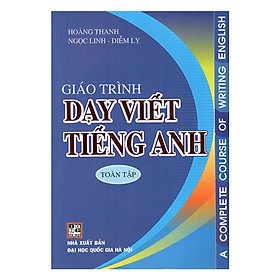 HOÀNG THANH
NGỌC LINH - DIỄM LY
GIÁO TRÌNH
DẠY VIẾT
TIẾNG ANH
TOÀN TẬP
A COMPLETE COURSE OF WRITING ENGLISH
NHÀ XUẤT BẢN
ĐẠI HỌC QUỐC GIA HÀ NỘI